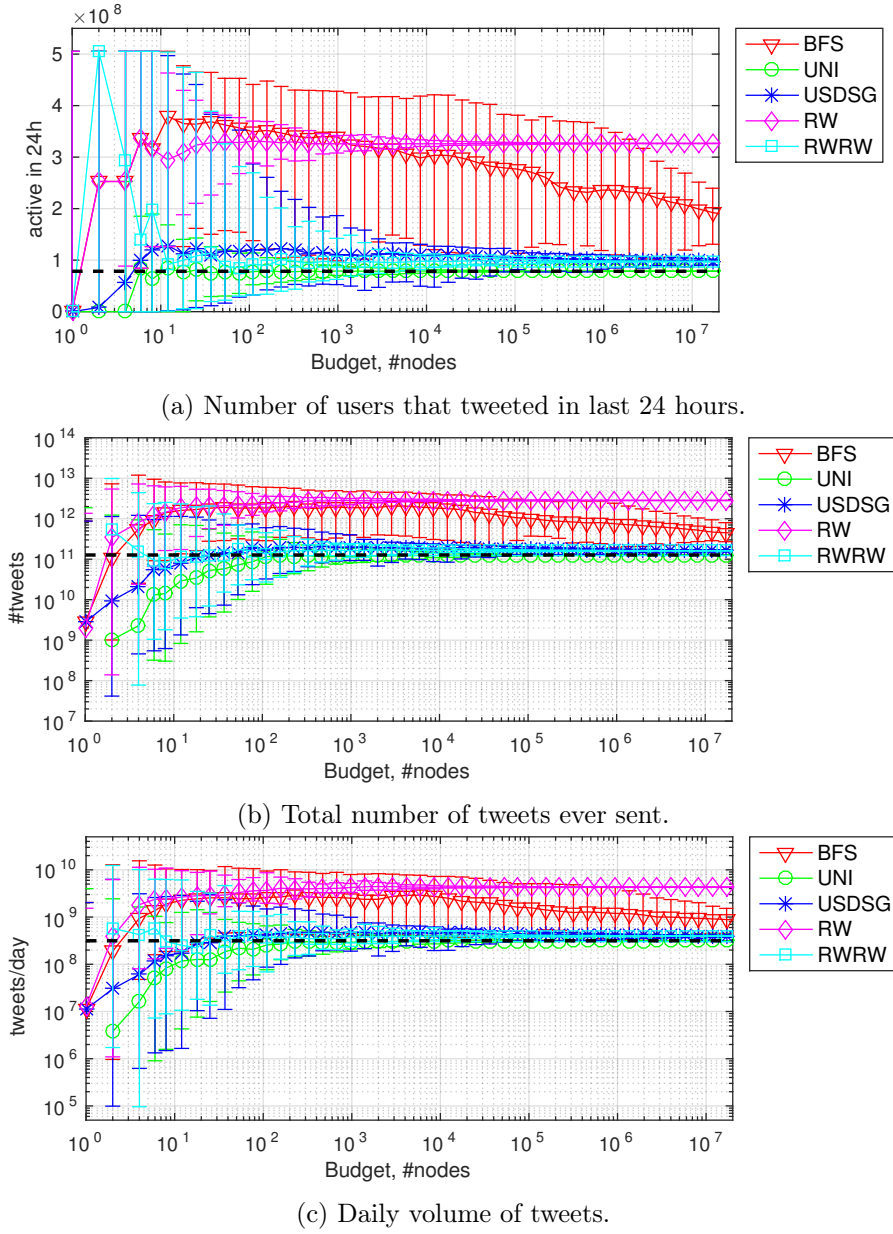 ×10^8
5
4
3
2
1
0
active in 24h
10^0 10^1 10^2 10^3 10^4 10^5 10^6 10^7
Budget, #nodes
BFS
UNI
USDSG
RW
RWRW
(a) Number of users that tweeted in last 24 hours.
10^14
10^13
10^12
10^11
10^10
10^9
10^8
10^7
#tweets
10^0 10^1 10^2 10^3 10^4 10^5 10^6 10^7
Budget, #nodes
BFS
UNI
USDSG
RW
RWRW
(b) Total number of tweets ever sent.
10^10
10^9
10^8
10^7
10^6
10^5
tweets/day
10^0 10^1 10^2 10^3 10^4 10^5 10^6 10^7
Budget, #nodes
BFS
UNI
USDSG
RW
RWRW
(c) Daily volume of tweets.